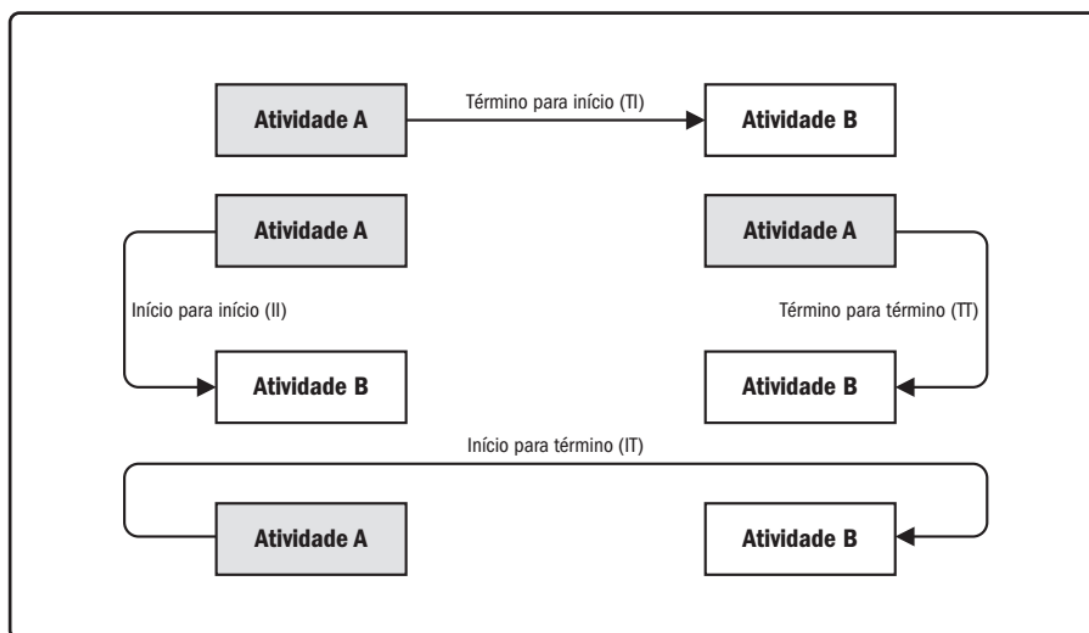 Atividade A
Término para início (TI)
Atividade B
Atividade A
Atividade A
Início para início (II)
Término para término (TT)
Atividade B
Atividade B
Início para término (IT)
Atividade A
Atividade B